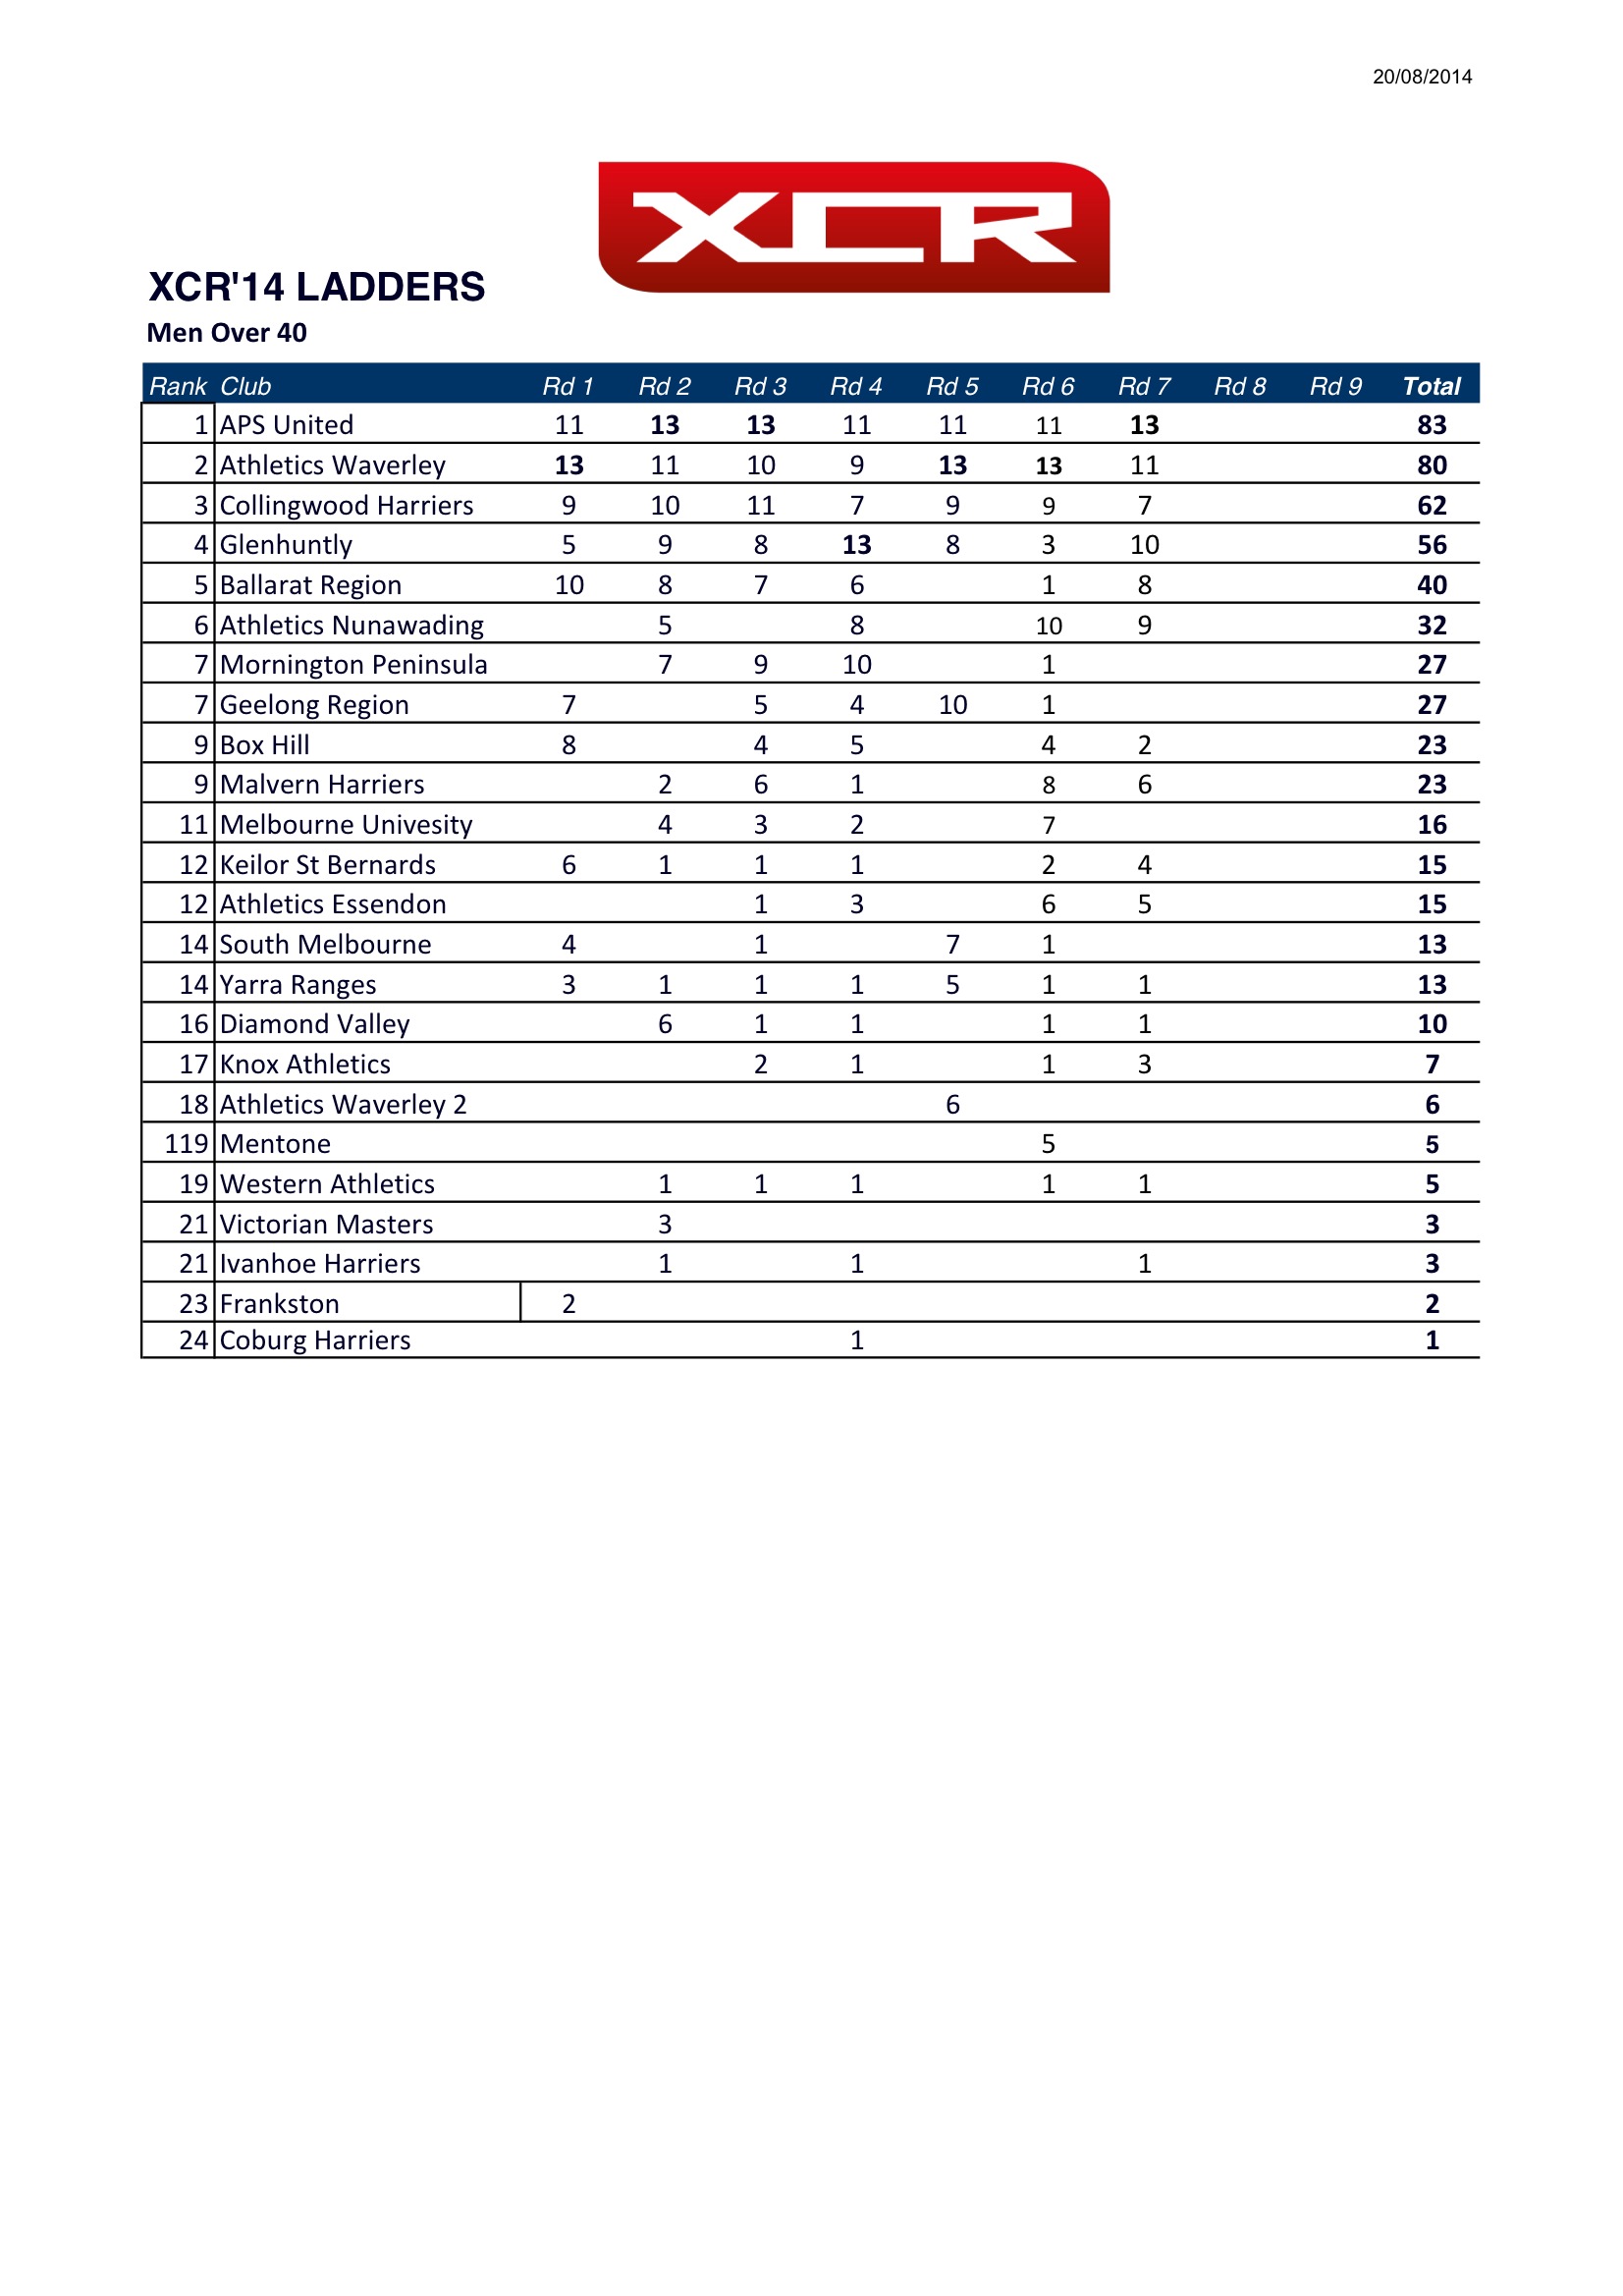 20/08/2014
XCR
XCR'14 LADDERS
Men Over 40
Rank Club Rd 1 Rd 2 Rd 3 Rd 4 Rd 5 Rd 6 Rd 7 Rd 8 Rd 9 Total
1 APS United 11 13 13 11 11 11 13 83
2 Athletics Waverley 13 11 10 9 13 13 11 80
3 Collingwood Harriers 9 10 11 7 9 9 7 62
4 Glenhuntly 5 9 8 13 8 3 10 56
5 Ballarat Region 10 8 7 6 1 8 40
6 Athletics Nunawading 5 8 10 9 32
7 Mornington Peninsula 7 9 10 1 27
7 Geelong Region 7 5 4 10 1 27
9 Box Hill 8 4 5 4 2 23
9 Malvern Harriers 2 6 1 8 6 23
11 Melbourne Univesity 4 3 2 7 16
12 Keilor St Bernards 6 1 1 1 2 4 15
12 Athletics Essendon 1 3 6 5 15
14 South Melbourne 4 1 7 1 13
14 Yarra Ranges 3 1 1 1 5 1 1 13
16 Diamond Valley 6 1 1 1 1 10
17 Knox Athletics 2 1 1 3 7
18 Athletics Waverley 2 6 6
119 Mentone 5 5
19 Western Athletics 1 1 1 1 1 5
21 Victorian Masters 3 3
21 Ivanhoe Harriers 1 1 1 3
23 Frankston 2 2
24 Coburg Harriers 1 1